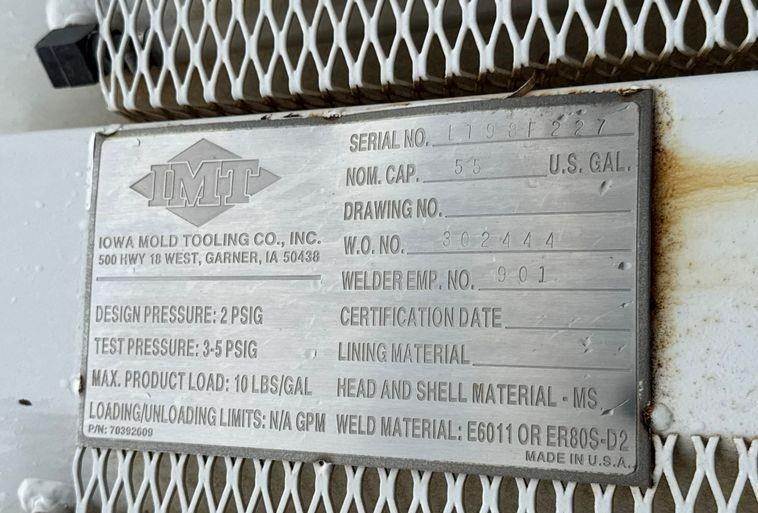 IMT
IOWA MOLD TOOLING CO., INC.
500 HWY 18 WEST, GARNER, IA 50438
DESIGN PRESSURE: 2 PSIG
TEST PRESSURE: 3-5 PSIG
MAX. PRODUCT LOAD: 10 LBS/GAL
LOADING/UNLOADING LIMITS: N/A GPM
P/N: 70392609
SERIAL NO.
NOM. CAP. 55 U.S. GAL.
DRAWING NO.
W.O. NO. 302444
WELDER EMP. NO. 901
CERTIFICATION DATE
LINING MATERIAL
HEAD AND SHELL MATERIAL - MS
WELD MATERIAL: E6011 OR ER80S-D2
MADE IN U.S.A.